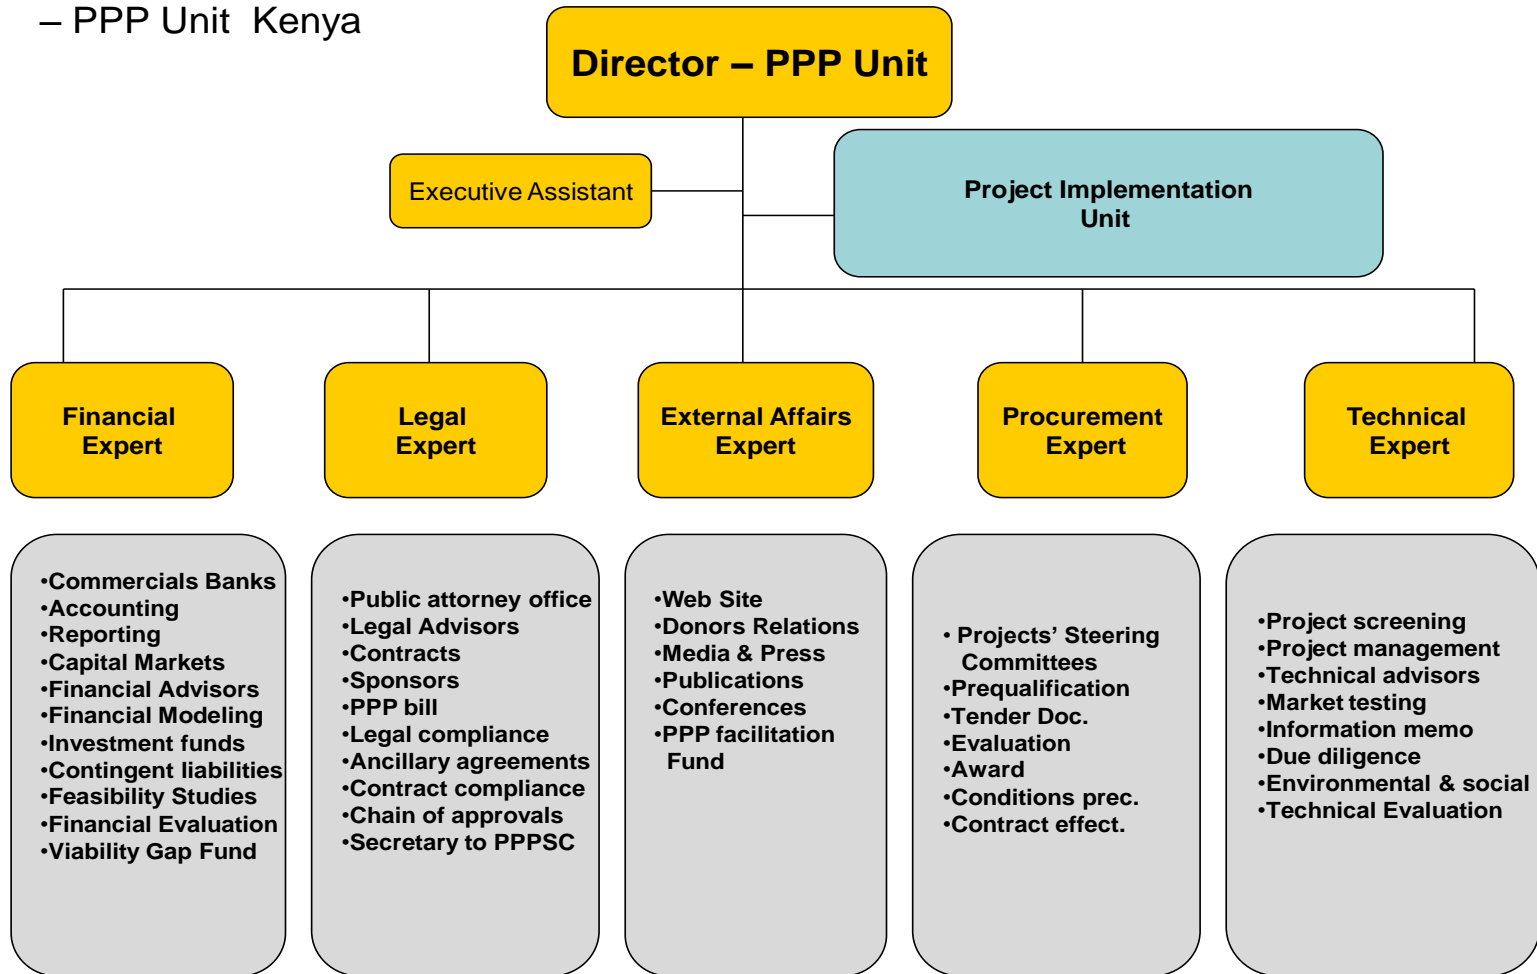 – PPP Unit  Kenya
Director – PPP Unit
Executive Assistant
Project Implementation
Unit
Financial
Expert
Legal
Expert
External Affairs
Expert
Procurement
Expert
Technical
Expert
•Commercials Banks
•Accounting
•Reporting
•Capital Markets
•Financial Advisors
•Financial Modeling
•Investment funds
•Contingent liabilities
•Feasibility Studies
•Financial Evaluation
•Viability Gap Fund
•Public attorney office
•Legal Advisors
•Contracts
•Sponsors
•PPP bill
•Legal compliance
•Ancillary agreements
•Contract compliance
•Chain of approvals
•Secretary to PPPSC
•Web Site
•Donors Relations
•Media & Press
•Publications
•Conferences
•PPP facilitation
Fund
• Projects’ Steering
Committees
•Prequalification
•Tender Doc.
•Evaluation
•Award
•Conditions prec.
•Contract effect.
•Project screening
•Project management
•Technical advisors
•Market testing
•Information memo
•Due diligence
•Environmental & social
•Technical Evaluation